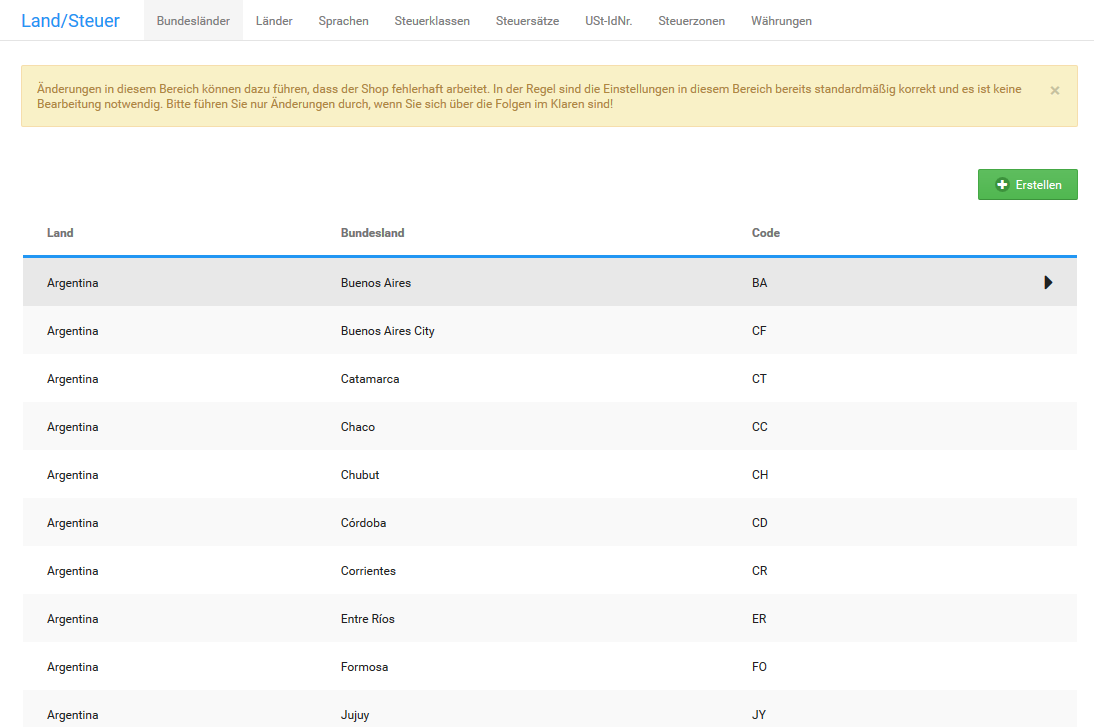 Land/Steuer Bundesländer Länder Sprachen Steuerklassen Steuersätze USt-IdNr. Steuerzonen Währungen
Änderungen in diesem Bereich können dazu führen, dass der Shop fehlerhaft arbeitet. In der Regel sind die Einstellungen in diesem Bereich bereits standardmäßig korrekt und es ist keine
Bearbeitung notwendig. Bitte führen Sie nur Änderungen durch, wenn Sie sich über die Folgen im Klaren sind!
Erstellen
Land Bundesland Code
Argentina Buenos Aires BA
Argentina Buenos Aires City CF
Argentina Catamarca CT
Argentina Chaco CC
Argentina Chubut CH
Argentina Córdoba CD
Argentina Corrientes CR
Argentina Entre Ríos ER
Argentina Formosa FO
Argentina Jujuy JY